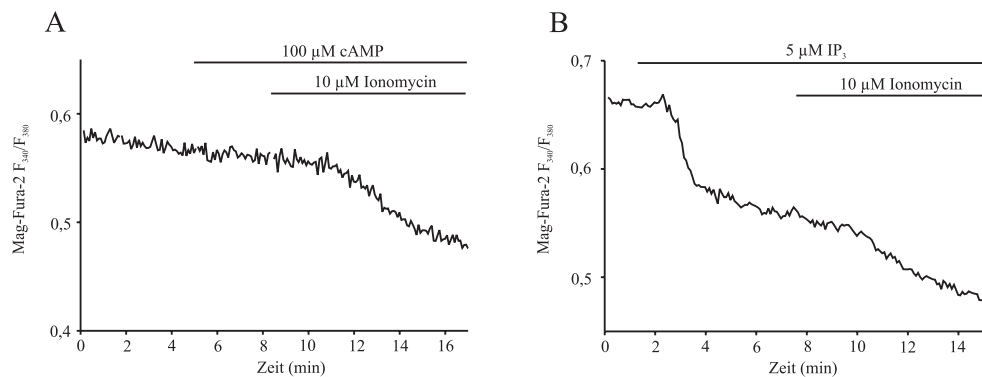 A
100 µM cAMP
10 µM Ionomycin
Mag-Fura-2 F340/F380
0,6
0,5
0,4
0 2 4 6 8 10 12 14 16
Zeit (min)
B
5 µM IP3
10 µM Ionomycin
Mag-Fura-2 F340/F380
0,7
0,6
0,5
0 2 4 6 8 10 12 14
Zeit (min)